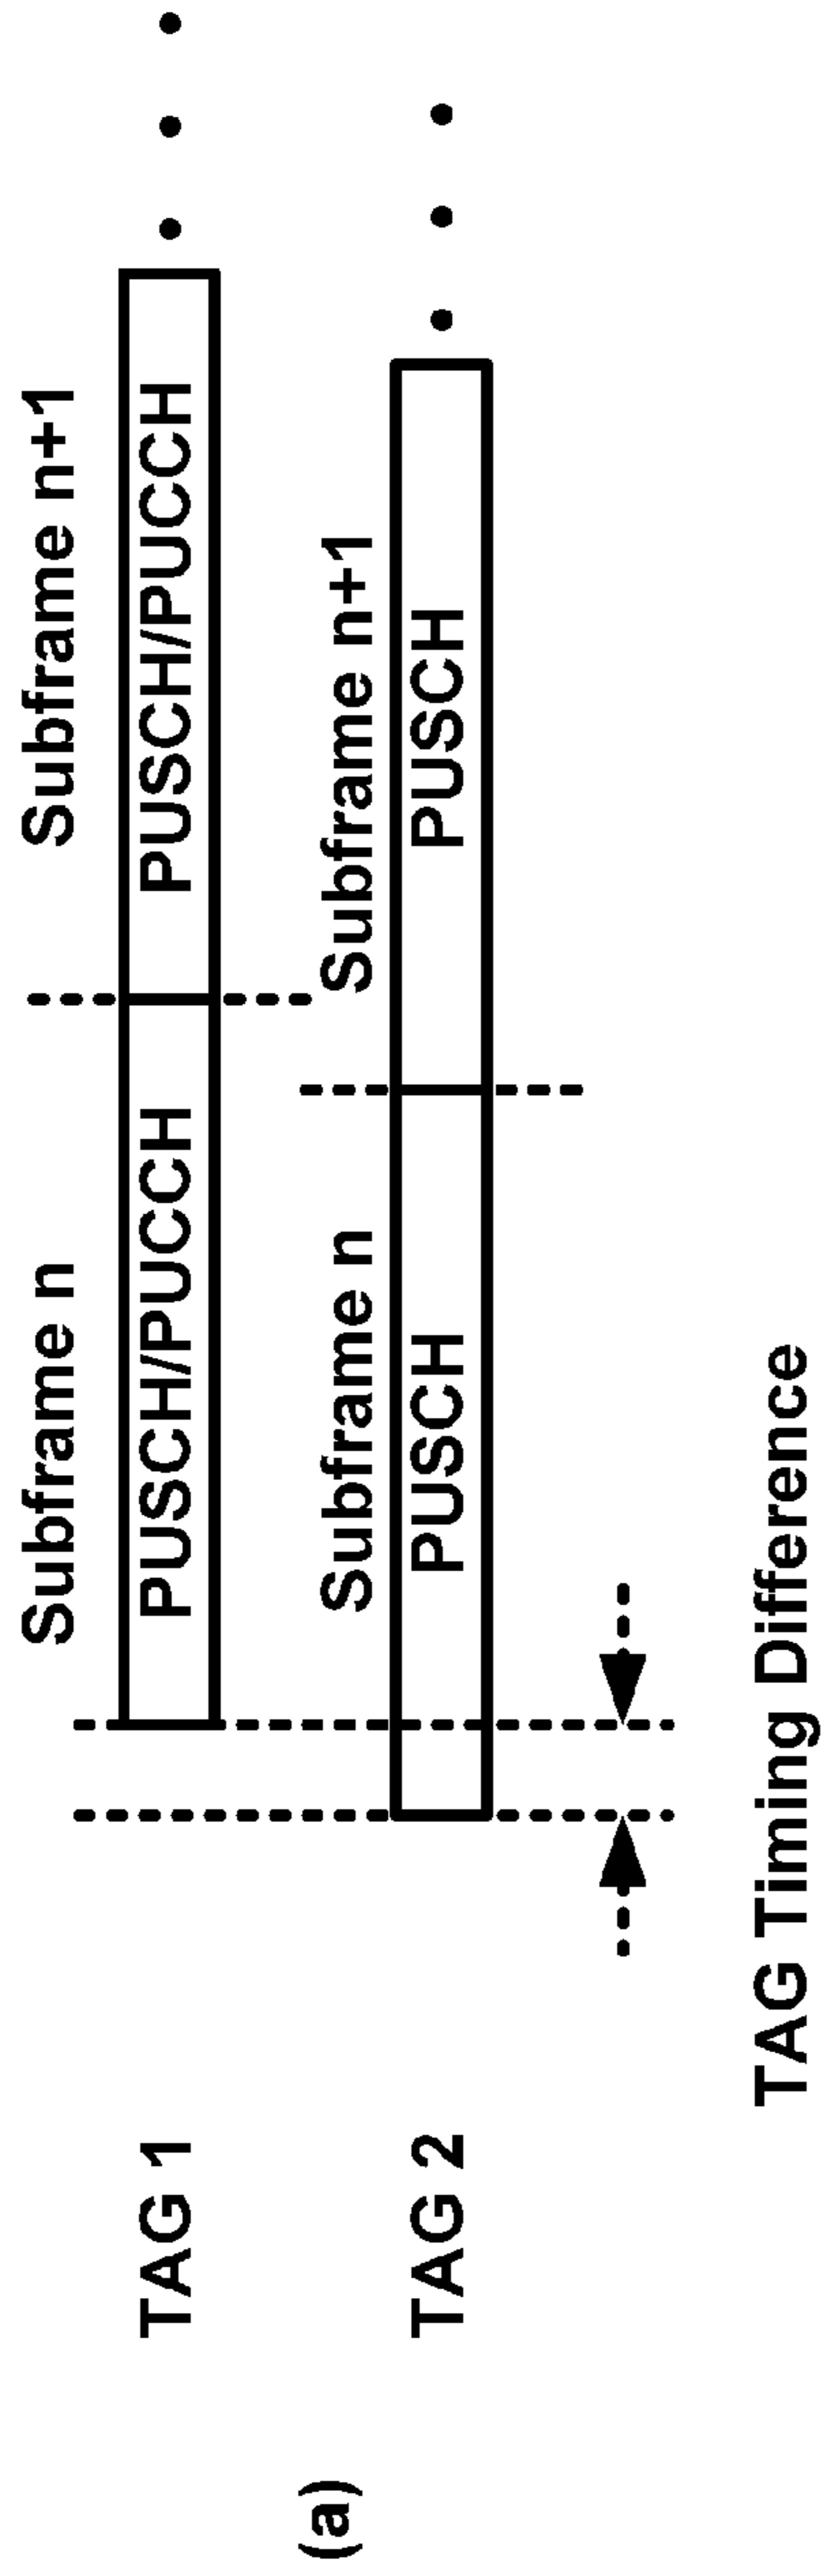 Subframe n
Subframe n+1
TAG 1
PUSCH/PUCCH
PUSCH/PUCCH
Subframe n
Subframe n+1
(a)
TAG 2
PUSCH
PUSCH
TAG Timing Difference